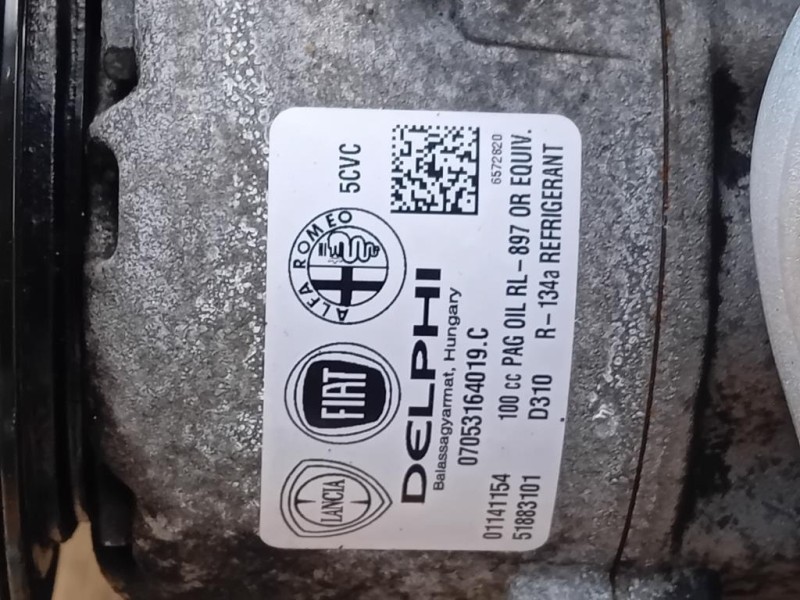 LANCIA
FIAT
ALFA ROMEO
5CVC
DELPHI
Balassagyarmat, Hungary
07053164019.C
6572820
01141154 100 cc PAG OIL RL-897 OR EQUIV.
51883101 D310 R-134a REFRIGERANT